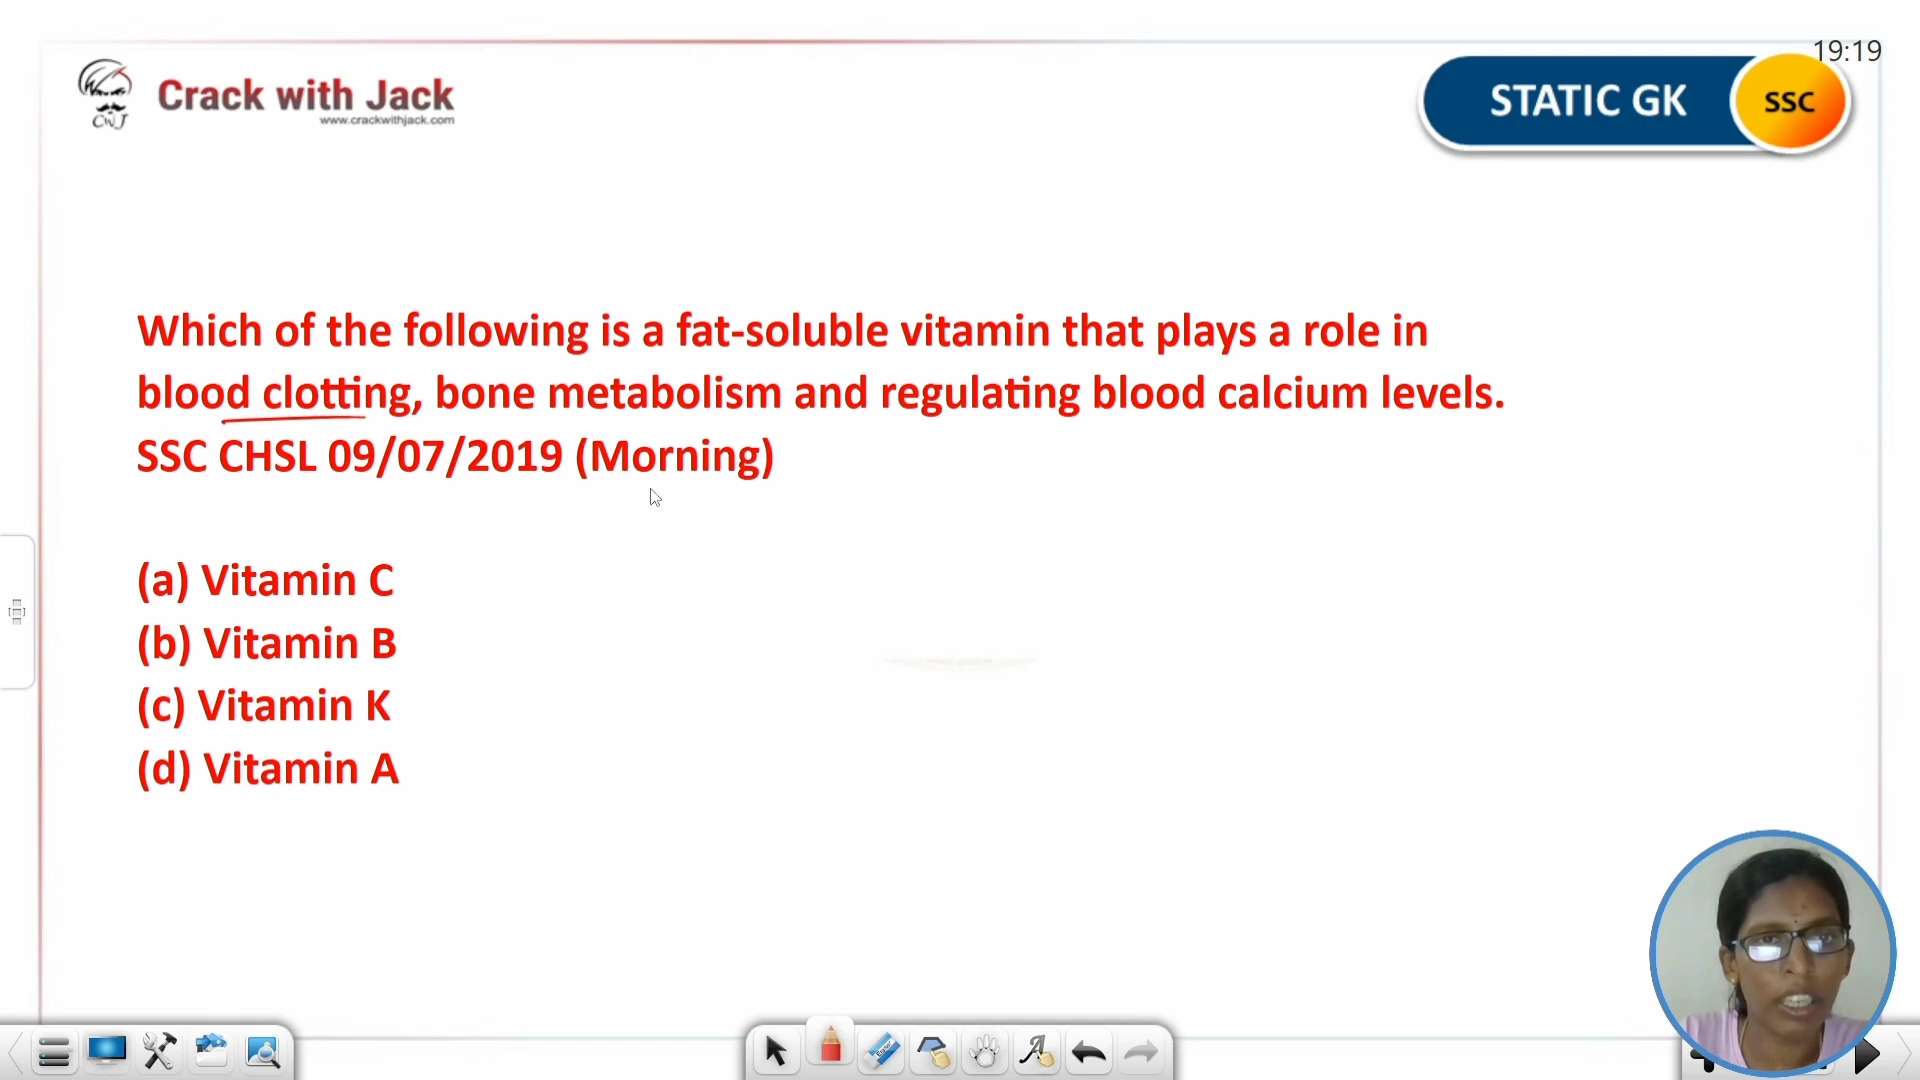 19:19
Crack with Jack
www.crackwithjack.com
CWJ
STATIC GK
SSC
Which of the following is a fat-soluble vitamin that plays a role in
blood clotting, bone metabolism and regulating blood calcium levels.
SSC CHSL 09/07/2019 (Morning)
(a) Vitamin C
(b) Vitamin B
(c) Vitamin K
(d) Vitamin A